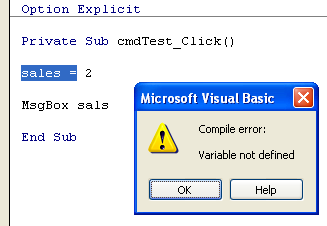 Option Explicit
Private Sub cmdTest_Click()
sales = 2
MsgBox sals
End Sub
Microsoft Visual Basic
Compile error:
Variable not defined
OK
Help